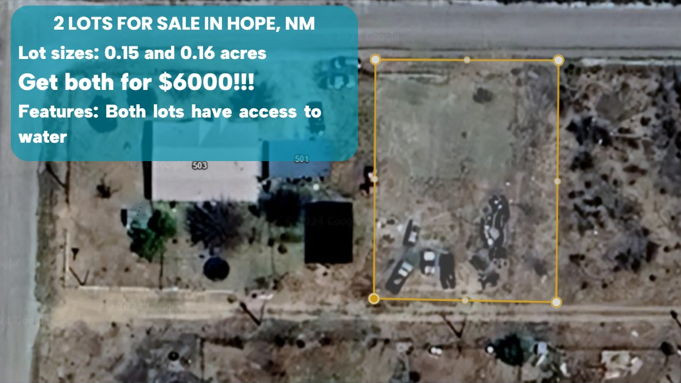 2 LOTS FOR SALE IN HOPE, NM
Lot sizes: 0.15 and 0.16 acres
Get both for $6000!!!
Features: Both lots have access to
water
503
501